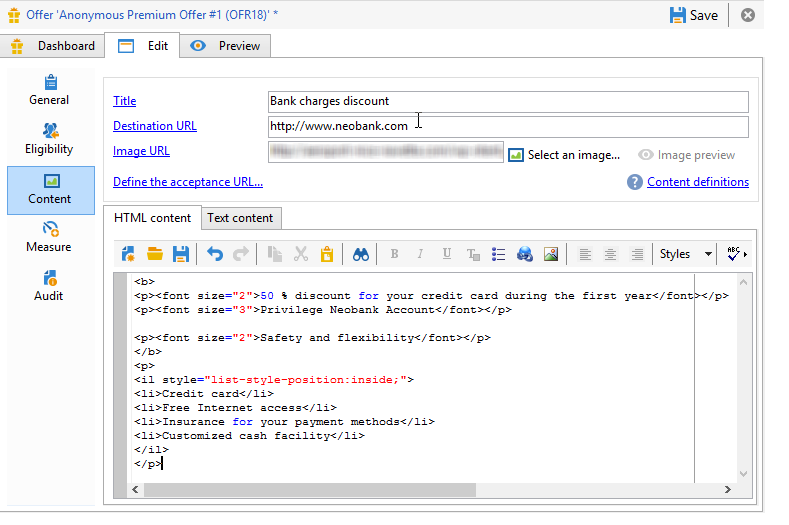 Offer 'Anonymous Premium Offer #1 (OFR18)' *
Save
Dashboard
Edit
Preview
General
Eligibility
Content
Measure
Audit
Title
Bank charges discount
Destination URL
http://www.neobank.com
Image URL
Select an image...
Image preview
Define the acceptance URL...
Content definitions
HTML content
Text content
B I U T Styles ABC
<b>
<p><font size="2">50 % discount for your credit card during the first year</font></p>
<p><font size="3">Privilege Neobank Account</font></p>
<p><font size="2">Safety and flexibility</font></p>
</b>
<p>
<il style="list-style-position:inside;">
<li>Credit card</li>
<li>Free Internet access</li>
<li>Insurance for your payment methods</li>
<li>Customized cash facility</li>
</il>
</p>